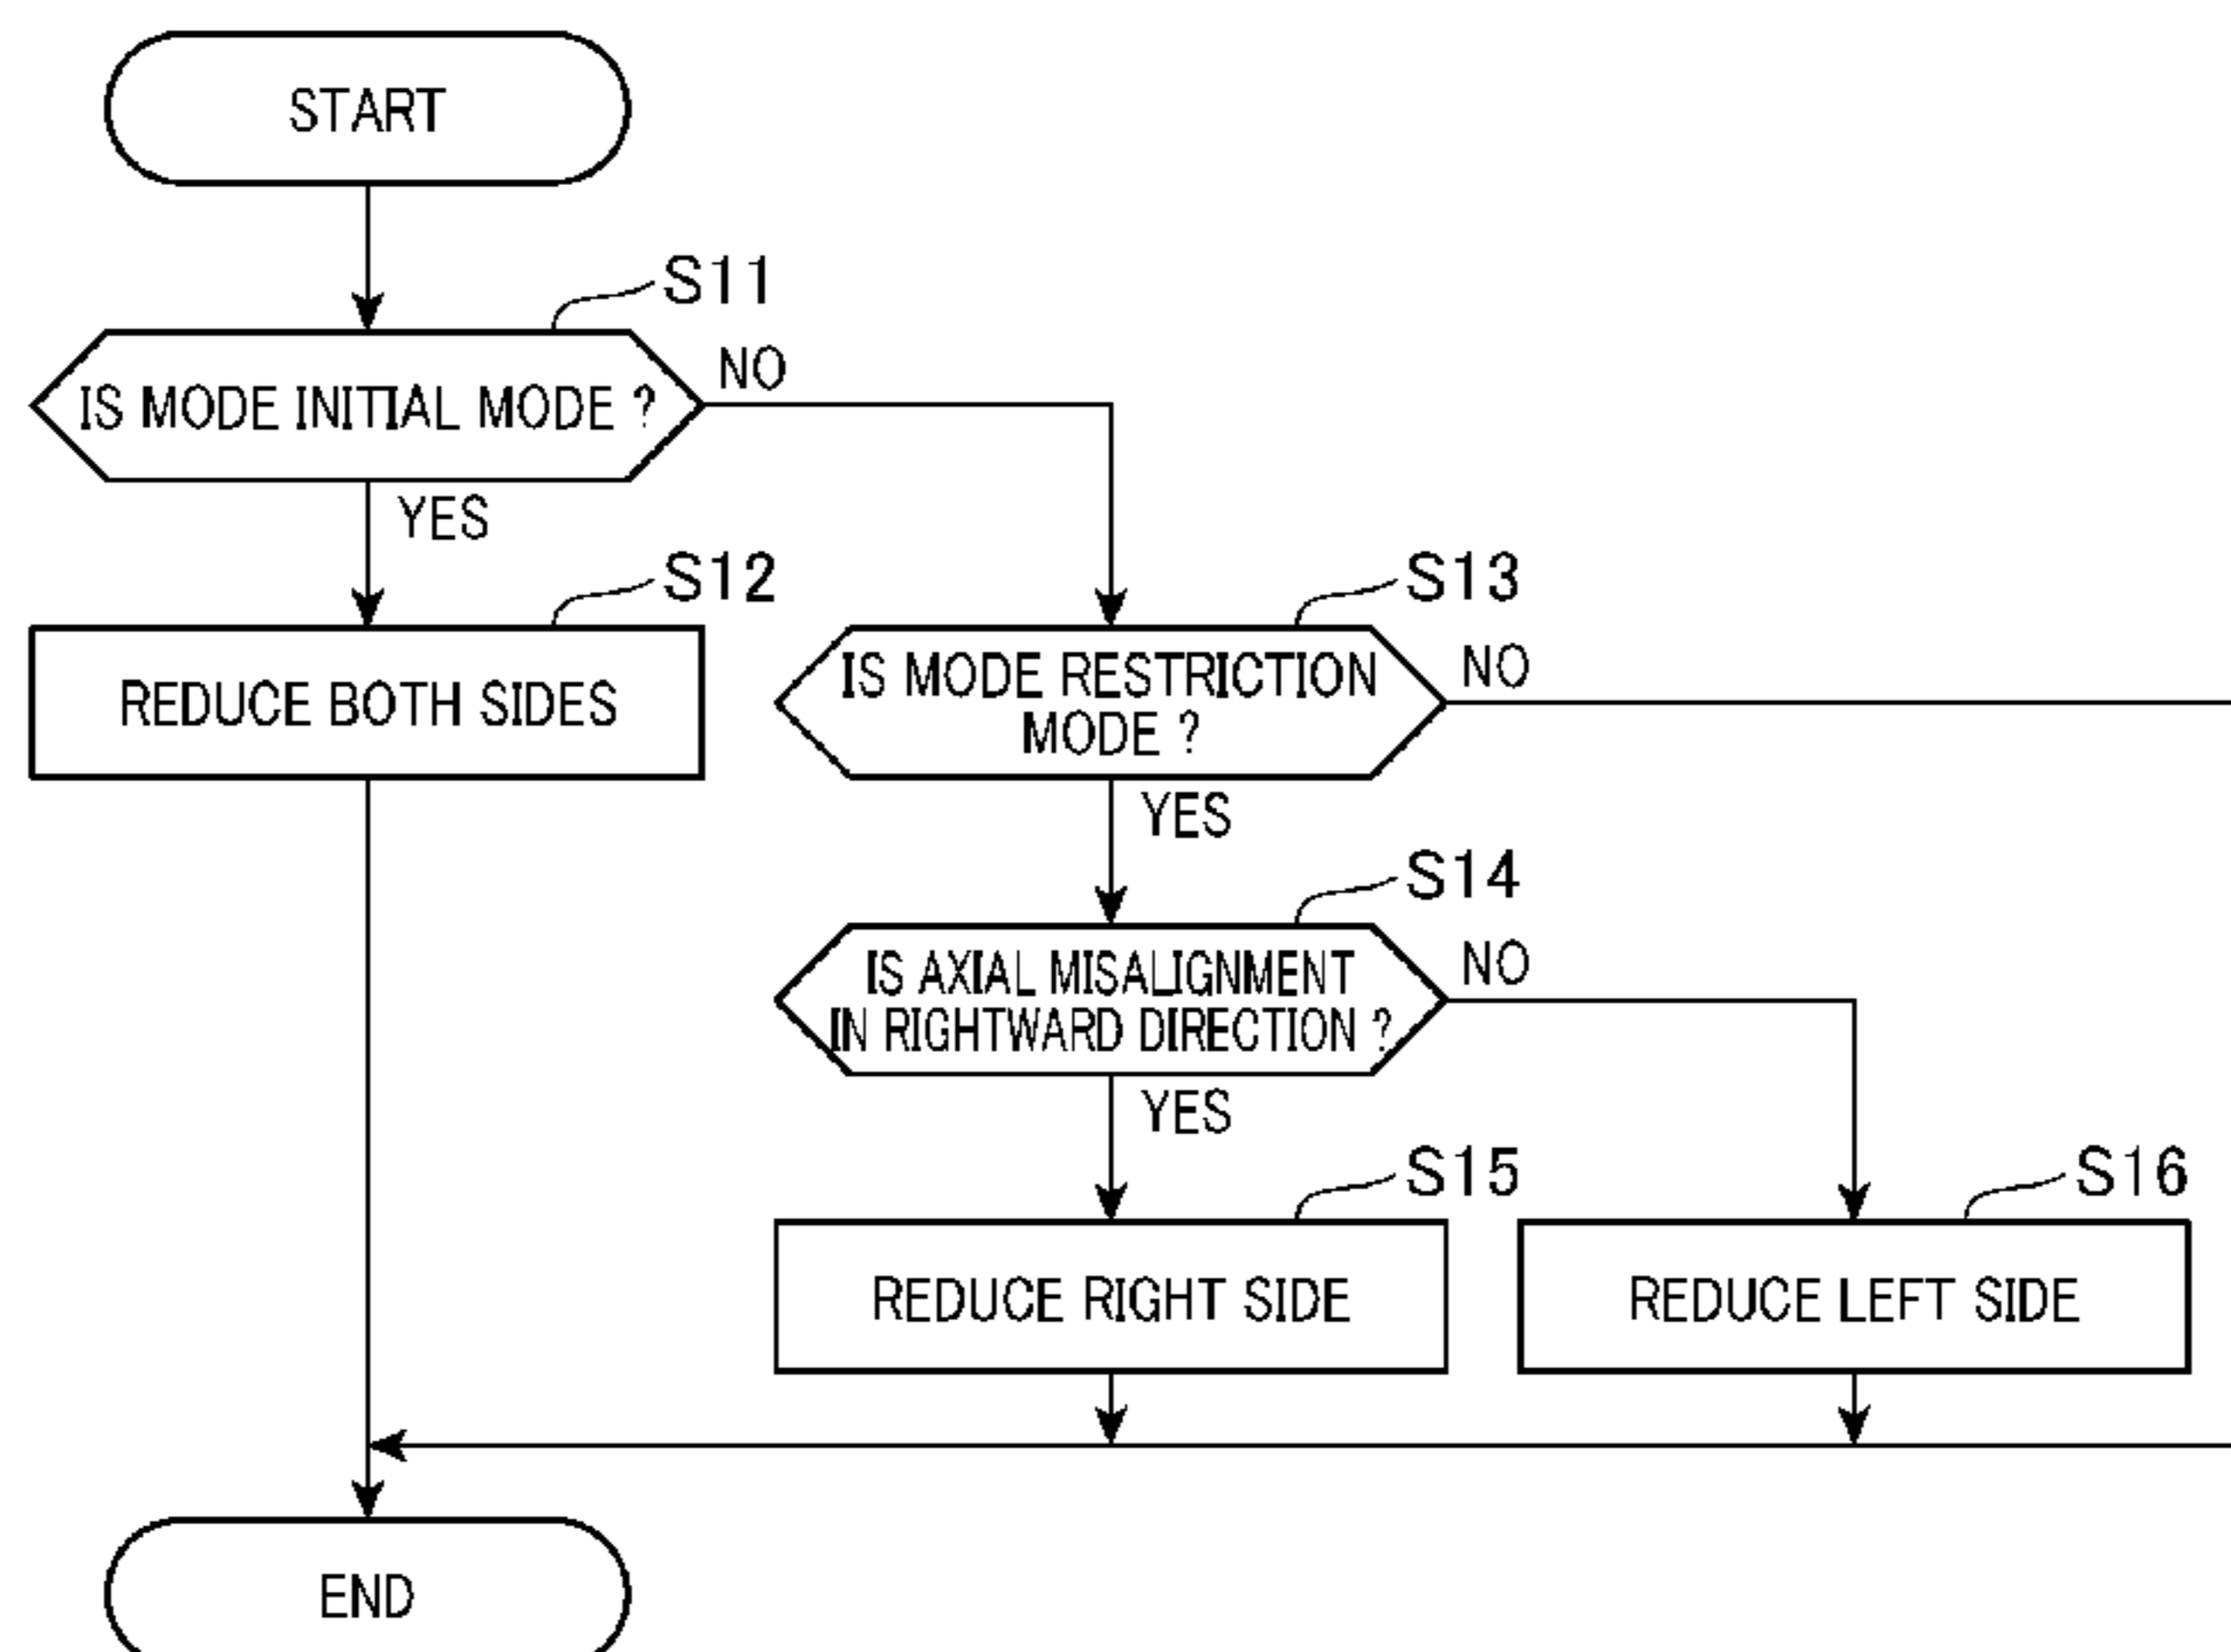 START
S11
IS MODE INITIAL MODE ?
NO
YES
S12
REDUCE BOTH SIDES
S13
IS MODE RESTRICTION
MODE ?
NO
YES
S14
IS AXIAL MISALIGNMENT
IN RIGHTWARD DIRECTION ?
NO
YES
S15
REDUCE RIGHT SIDE
S16
REDUCE LEFT SIDE
END